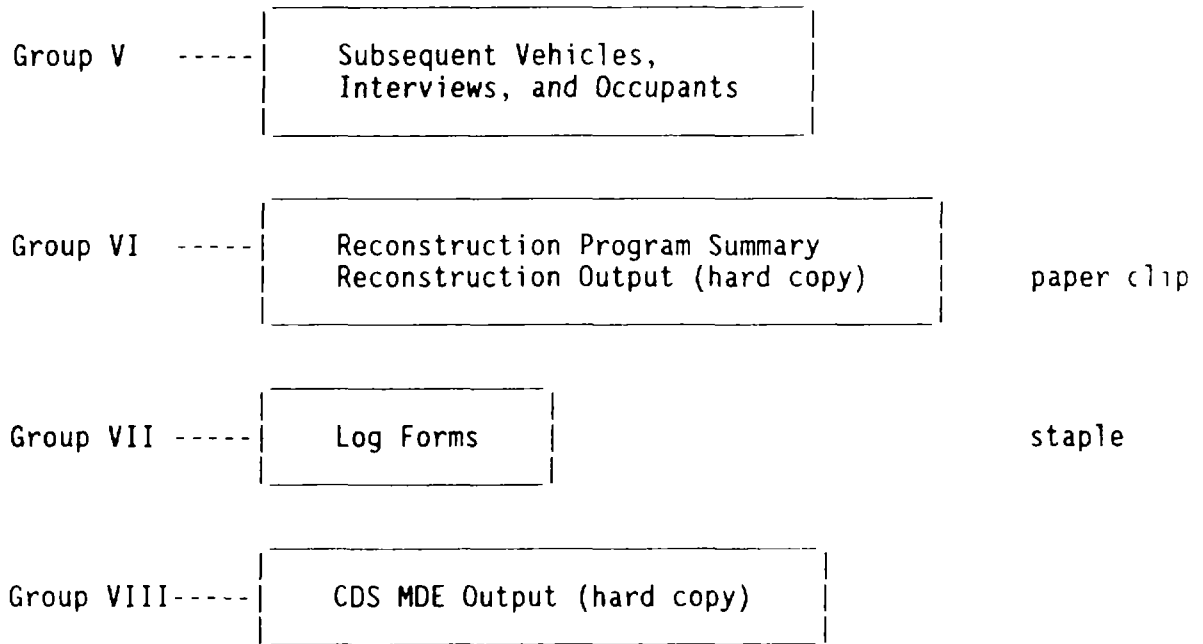 Group V ----- Subsequent Vehicles,
Interviews, and Occupants
Group VI ----- Reconstruction Program Summary
Reconstruction Output (hard copy) paper clip
Group VII ----- Log Forms staple
Group VIII ----- CDS MDE Output (hard copy)